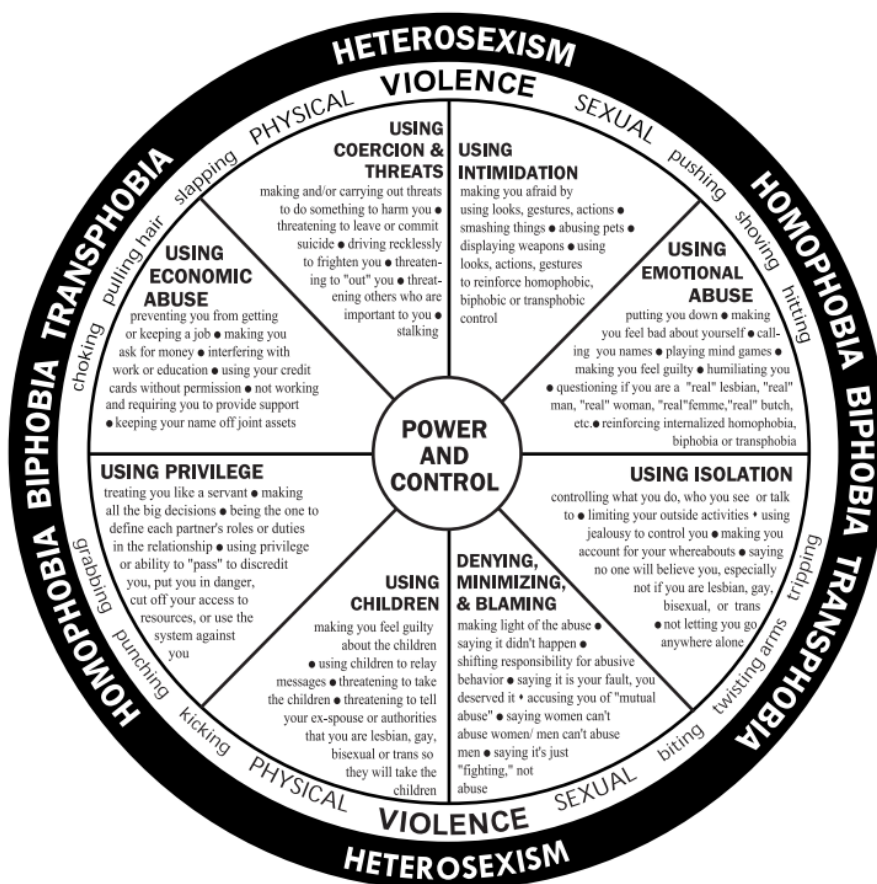 HETEROSEXISM
HOMOPHOBIA BIPHOBIA TRANSPHOBIA
HETEROSEXISM
HOMOPHOBIA BIPHOBIA TRANSPHOBIA
PHYSICAL VIOLENCE SEXUAL
pushing shoving hitting
tripping twisting arms biting
SEXUAL VIOLENCE PHYSICAL
kicking punching grabbing
choking pulling hair slapping
USING
COERCION &
THREATS
making and/or carrying out threats
to do something to harm you ●
threatening to leave or commit
suicide ● driving recklessly
to frighten you ● threaten-
ing to "out" you ● threat-
ening others who are
important to you ●
stalking
USING
INTIMIDATION
making you afraid by
using looks, gestures, actions ●
smashing things ● abusing pets ●
displaying weapons ● using
looks, actions, gestures
to reinforce homophobic,
biphobic or transphobic
control
USING
EMOTIONAL
ABUSE
putting you down ● making
you feel bad about yourself ● call-
ing you names ● playing mind games ●
making you feel guilty ● humiliating you
● questioning if you are a "real" lesbian, "real"
man, "real" woman, "real"femme,"real" butch,
etc.● reinforcing internalized homophobia,
biphobia or transphobia
USING ISOLATION
controlling what you do, who you see or talk
to ● limiting your outside activities ♦ using
jealousy to control you ● making you
account for your whereabouts ● saying
no one will believe you, especially
not if you are lesbian, gay,
bisexual, or trans
● not letting you go
anywhere alone
DENYING,
MINIMIZING,
& BLAMING
making light of the abuse ●
saying it didn't happen ●
shifting responsibility for abusive
behavior ● saying it is your fault, you
deserved it ♦ accusing you of "mutual
abuse" ● saying women can't
abuse women/ men can't abuse
men ● saying it's just
"fighting," not
abuse
USING
CHILDREN
making you feel guilty
about the children
● using children to relay
messages ● threatening to take
the children ● threatening to tell
your ex-spouse or authorities
that you are lesbian, gay,
bisexual or trans so
they will take the
children
USING PRIVILEGE
treating you like a servant ● making
all the big decisions ● being the one to
define each partner's roles or duties
in the relationship ● using privilege
or ability to "pass" to discredit
you, put you in danger,
cut off your access to
resources, or use the
system against
you
USING
ECONOMIC
ABUSE
preventing you from getting
or keeping a job ● making you
ask for money ● interfering with
work or education ● using your credit
cards without permission ● not working
and requiring you to provide support
● keeping your name off joint assets
POWER
AND
CONTROL